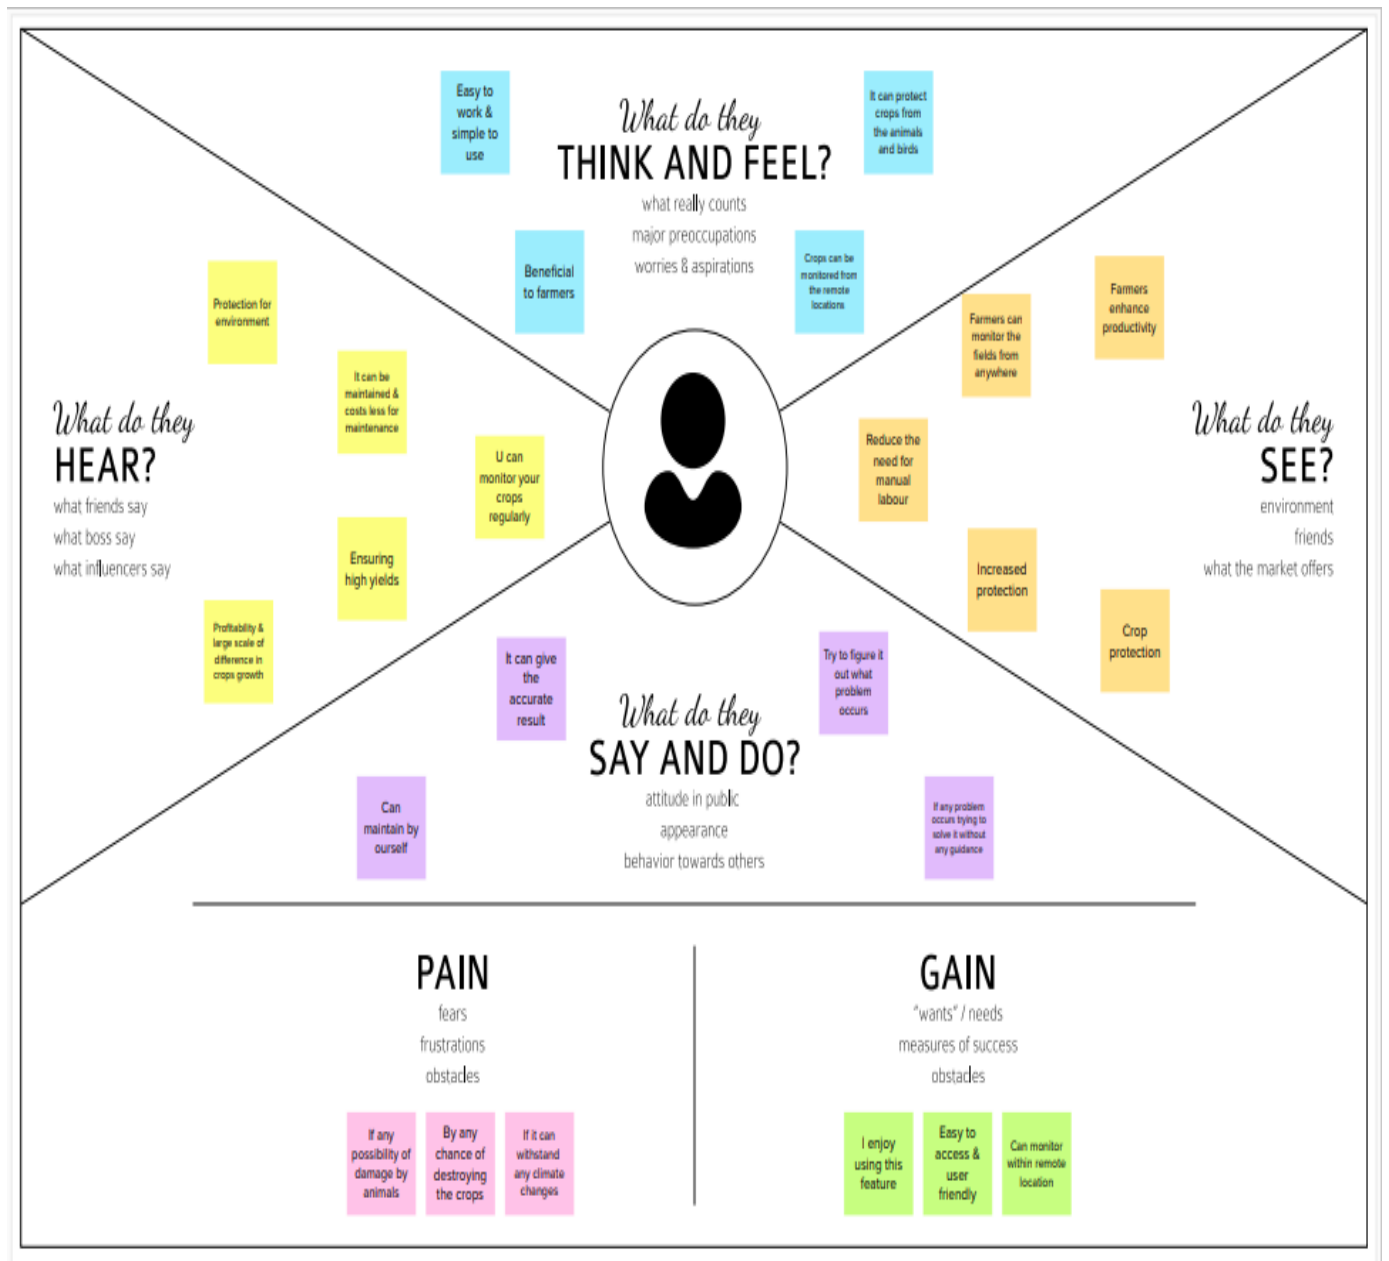 What do they
THINK AND FEEL?
what really counts
major preoccupations
worries & aspirations
Easy to
work &
simple to
use
Beneficial
to farmers
It can protect
crops from
the animals
and birds
Crops can be
monitored from
the remote
locations
What do they
HEAR?
what friends say
what boss say
what influencers say
Protection for
environment
It can be
maintained &
costs less for
maintenance
U can
monitor your
crops
regularly
Ensuring
high yields
Profitability &
large scale of
difference in
crops growth
What do they
SEE?
environment
friends
what the market offers
Farmers can
monitor the
fields from
anywhere
Farmers
enhance
productivity
Reduce the
need for
manual
labour
Increased
protection
Crop
protection
What do they
SAY AND DO?
attitude in public
appearance
behavior towards others
It can give
the
accurate
result
Can
maintain by
ourself
Try to figure it
out what
problem
occurs
If any problem
occurs trying to
solve it without
any guidance
PAIN
fears
frustrations
obstacles
If any
possibility of
damage by
animals
By any
chance of
destroying
the crops
If it can
withstand
any climate
changes
GAIN
"wants" / needs
measures of success
obstacles
I enjoy
using this
feature
Easy to
access &
user
friendly
Can monitor
within remote
location